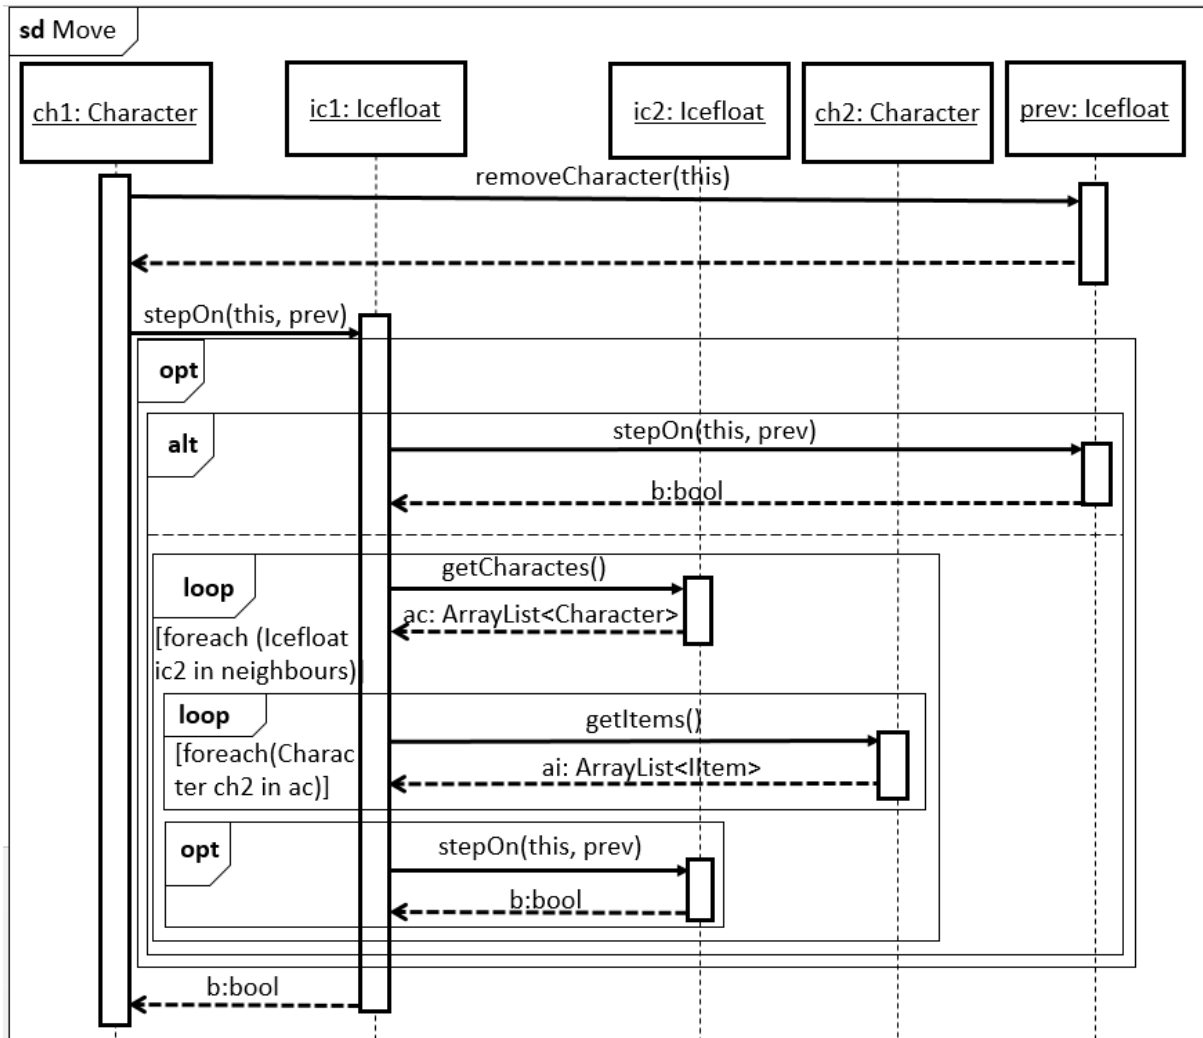 sd Move
ch1: Character
ic1: Icefloat
ic2: Icefloat
ch2: Character
prev: Icefloat
removeCharacter(this)
stepOn(this, prev)
opt
alt
stepOn(this, prev)
b:bool
loop
[foreach (Icefloat
ic2 in neighbours)
getCharactes()
ac: ArrayList<Character>
loop
[foreach(Charac
ter ch2 in ac)]
getItems()
ai: ArrayList<IItem>
opt
stepOn(this, prev)
b:bool
b:bool